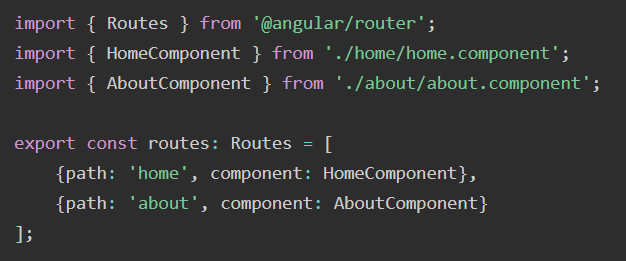 import { Routes } from '@angular/router';
import { HomeComponent } from './home/home.component';
import { AboutComponent } from './about/about.component';

export const routes: Routes = [
    {path: 'home', component: HomeComponent},
    {path: 'about', component: AboutComponent}
];